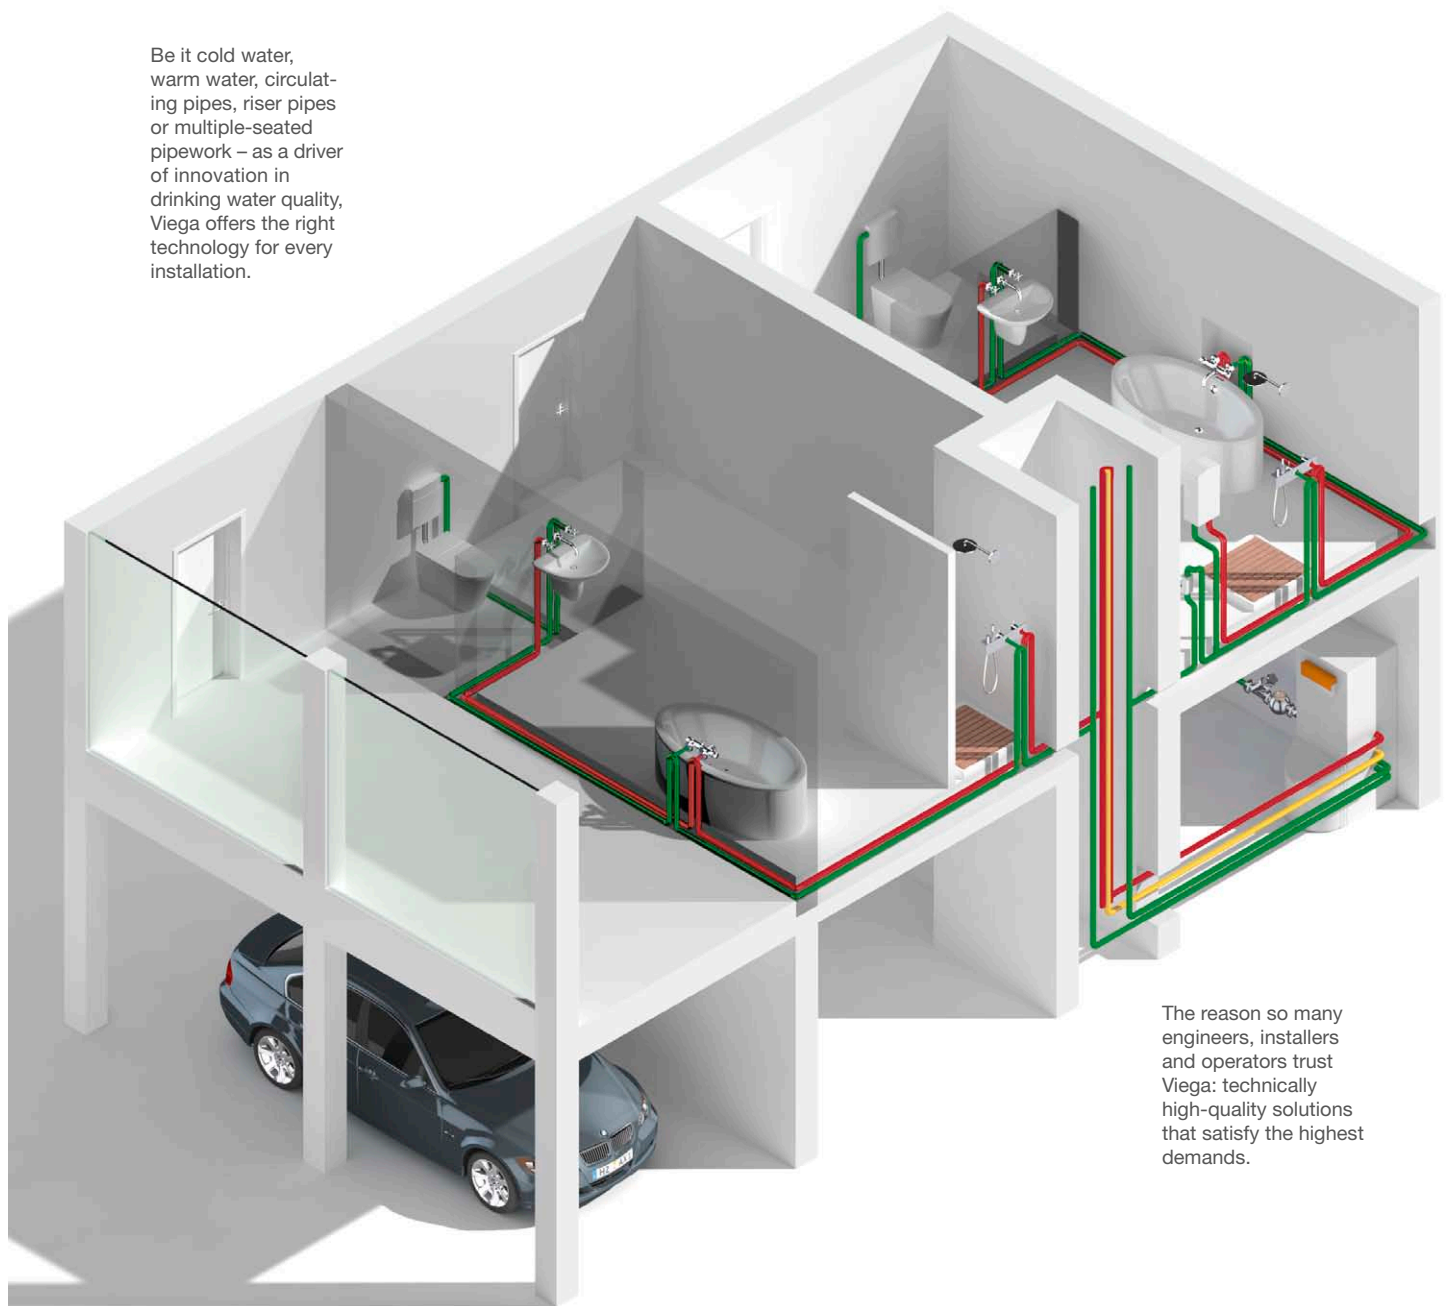 Be it cold water,
warm water, circulat-
ing pipes, riser pipes
or multiple-seated
pipework – as a driver
of innovation in
drinking water quality,
Viega offers the right
technology for every
installation.
The reason so many
engineers, installers
and operators trust
Viega: technically
high-quality solutions
that satisfy the highest
demands.